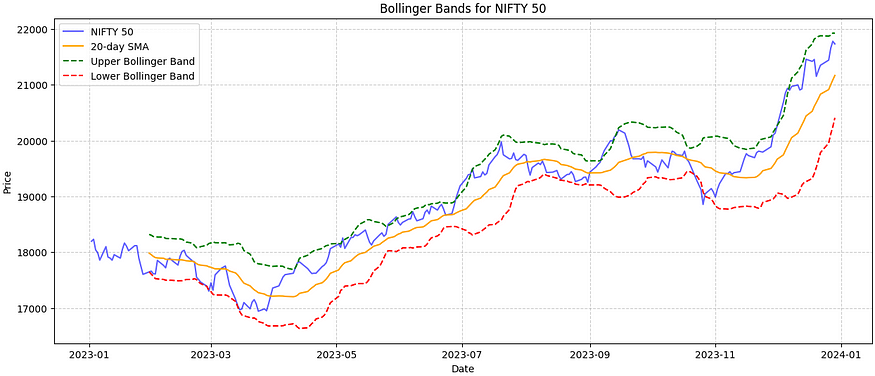 Bollinger Bands for NIFTY 50
NIFTY 50
20-day SMA
Upper Bollinger Band
Lower Bollinger Band
Price
22000
21000
20000
19000
18000
17000
2023-01 2023-03 2023-05 2023-07 2023-09 2023-11 2024-01
Date